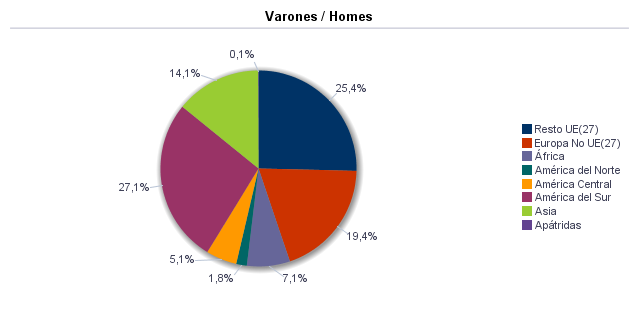 Varones / Homes
0,1%
14,1%
25,4%
27,1%
19,4%
5,1%
1,8%
7,1%
Resto UE(27)
Europa No UE(27)
África
América del Norte
América Central
América del Sur
Asia
Apátridas